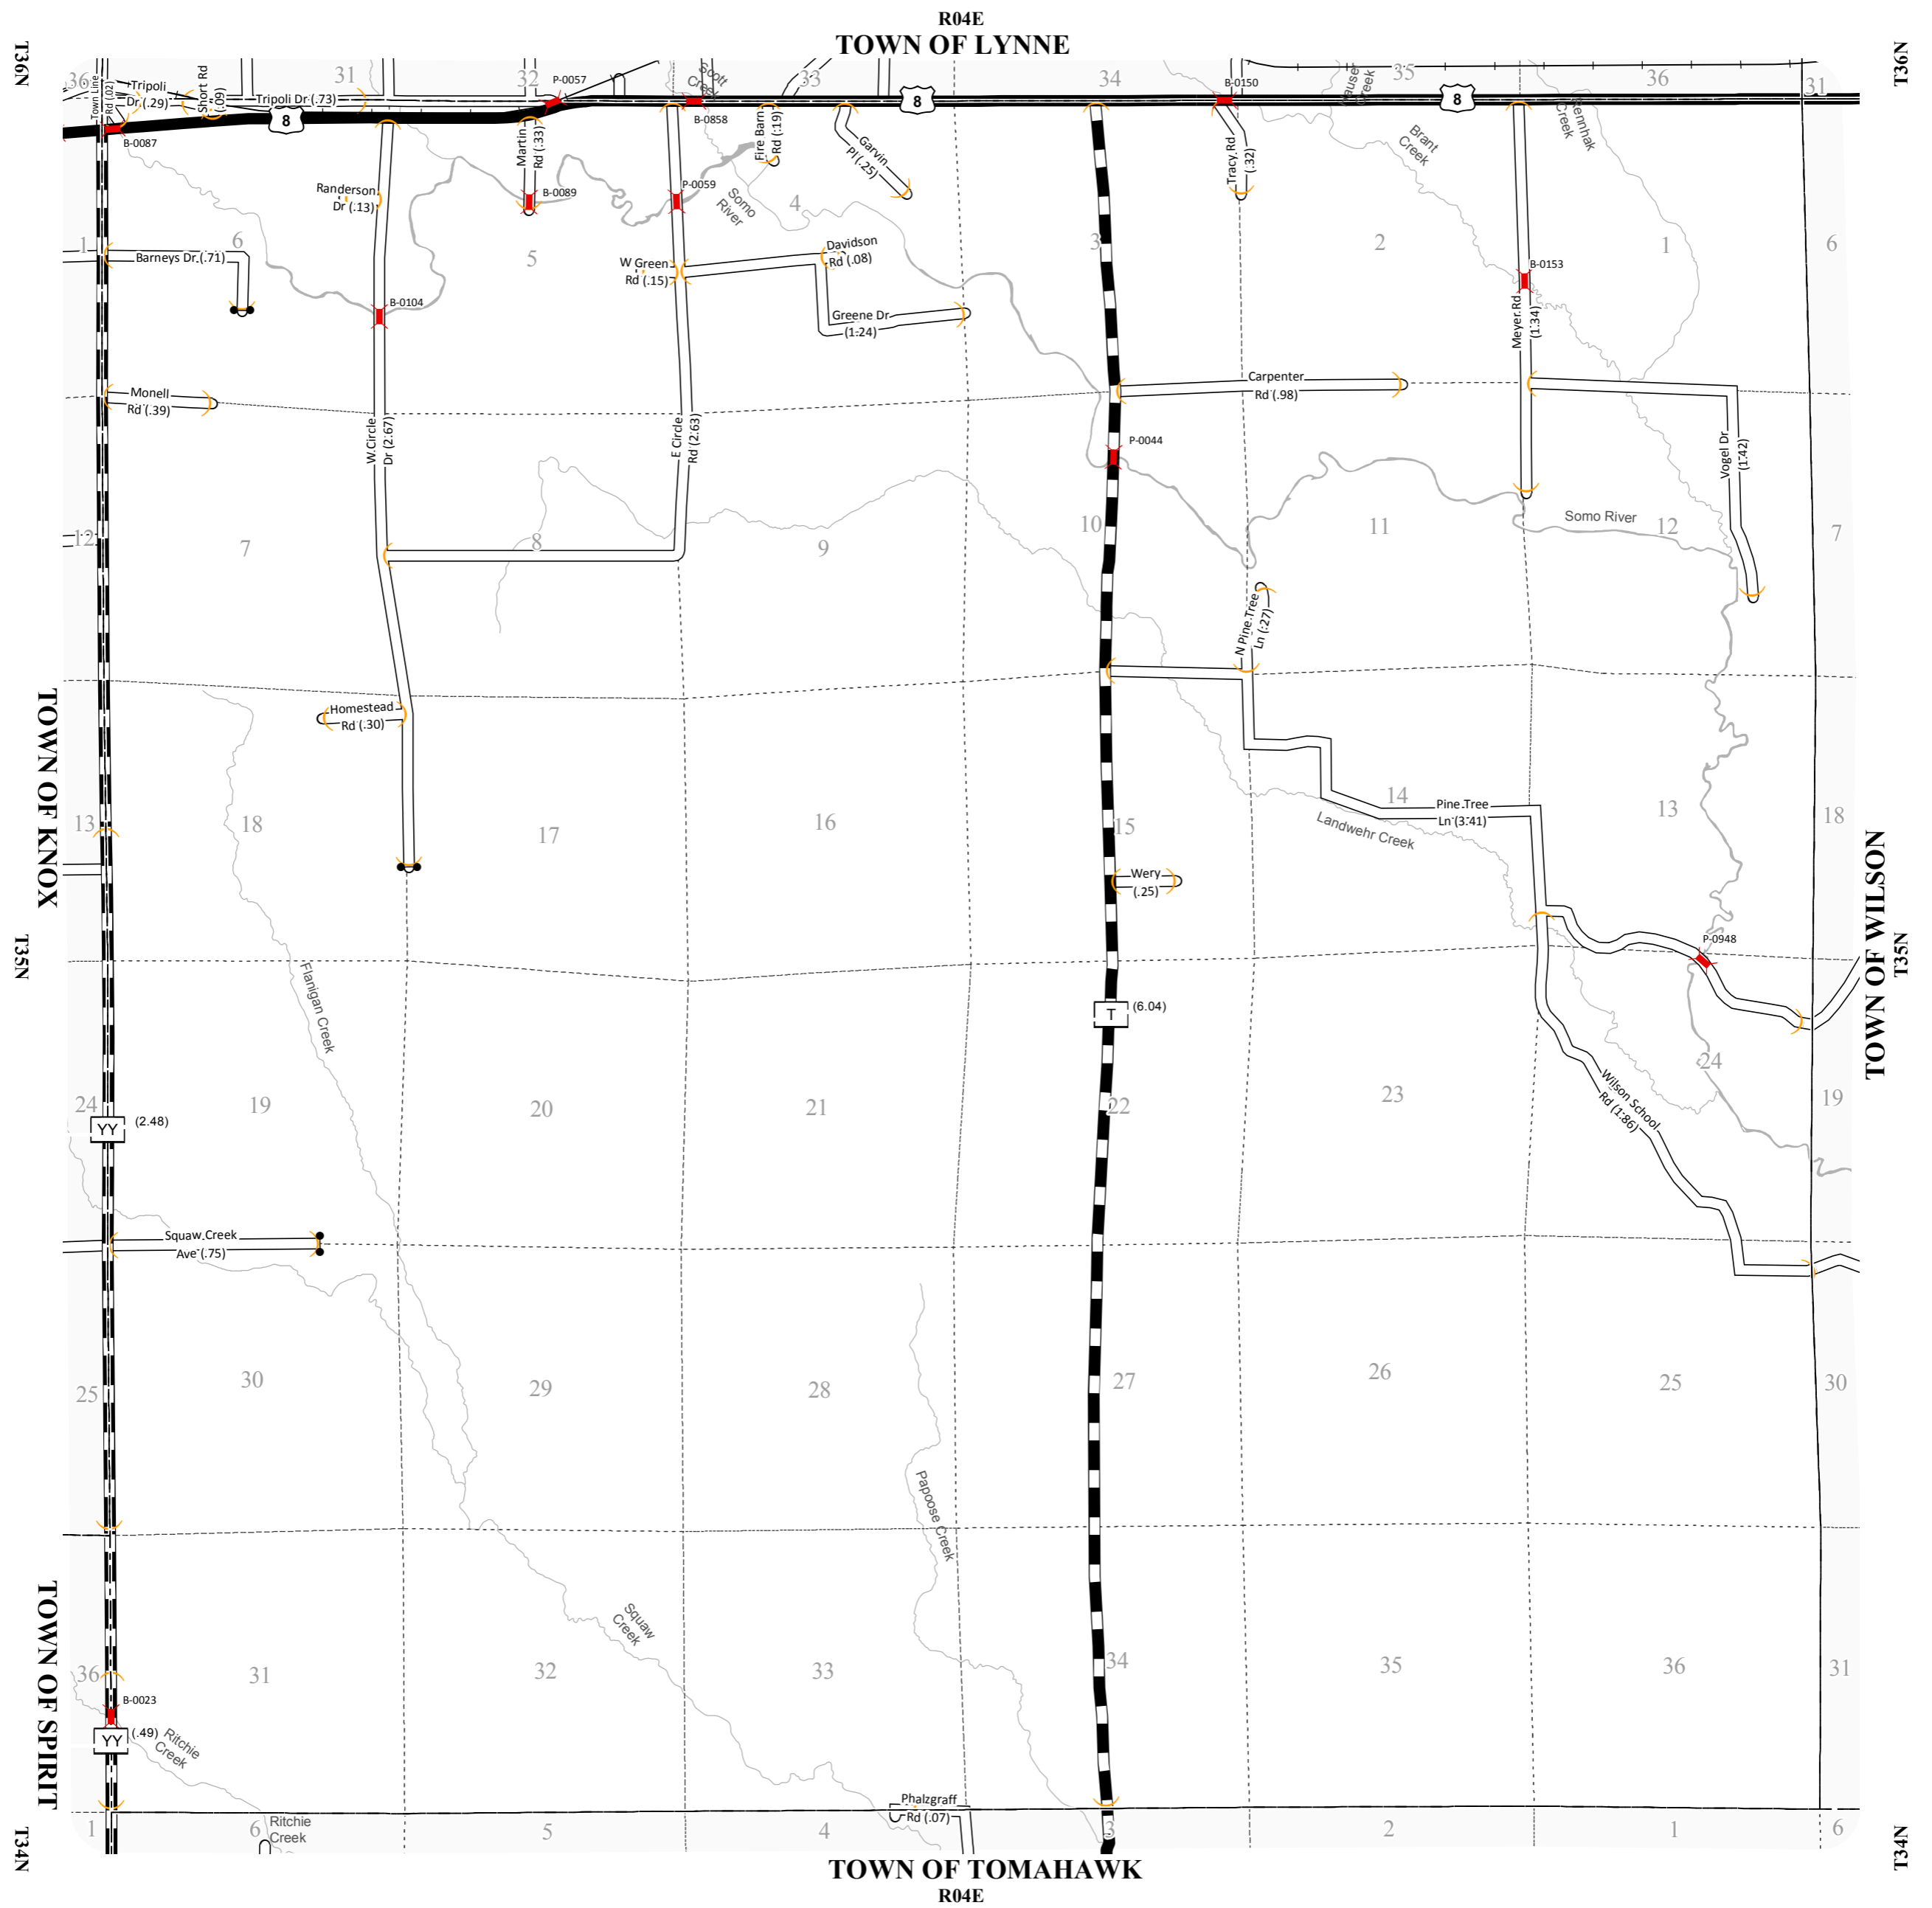 R04E
TOWN OF LYNNE
T36N
T36N
36
31
32
33
34
35
36
31
Town Line
Rd (.02)
Tripoli
Dr (.29)
Short Rd
(.09)
Tripoli Dr (.73)
P-0057
Scott
Creek
B-0150
Hauser
Creek
Kennhak
Creek
8
8
8
B-0087
B-0858
Martin
Rd (.33)
Fire Barn
Rd (.19)
Garvin
Pl (.25)
Tracy Rd
(.32)
Brant
Creek
Randerson
Dr (.13)
B-0089
P-0059
Somo
River
1
6
5
4
3
2
1
6
Barneys Dr (.71)
W Green
Rd (.15)
Davidson
Rd (.08)
B-0153
B-0104
Greene Dr
(1.24)
Meyer Rd
(1.34)
Monell
Rd (.39)
Carpenter
Rd (.98)
W Circle
Dr (2.67)
E Circle
Rd (2.63)
P-0044
Vogel Dr
(1.42)
Somo River
12
7
8
9
10
11
12
7
N Pine Tree
Ln (.27)
TOWN OF KNOX
Homestead
Rd (.30)
13
18
17
16
15
14
13
18
Pine Tree
Ln (3.41)
Landwehr Creek
Wery
(.25)
TOWN OF WILSON
T35N
T35N
P-0948
Flanigan Creek
T
(6.04)
Wilson School
Rd (1.86)
24
19
20
21
22
23
24
19
YY
(2.48)
Squaw Creek
Ave (.75)
25
30
29
28
27
26
25
30
Papoose Creek
Squaw
Creek
TOWN OF SPIRIT
36
31
32
33
34
35
36
31
B-0023
YY
(.49)
Ritchie
Creek
Phalzgraff
Rd (.07)
1
6
Ritchie
Creek
5
4
3
2
1
6
T34N
T34N
TOWN OF TOMAHAWK
R04E